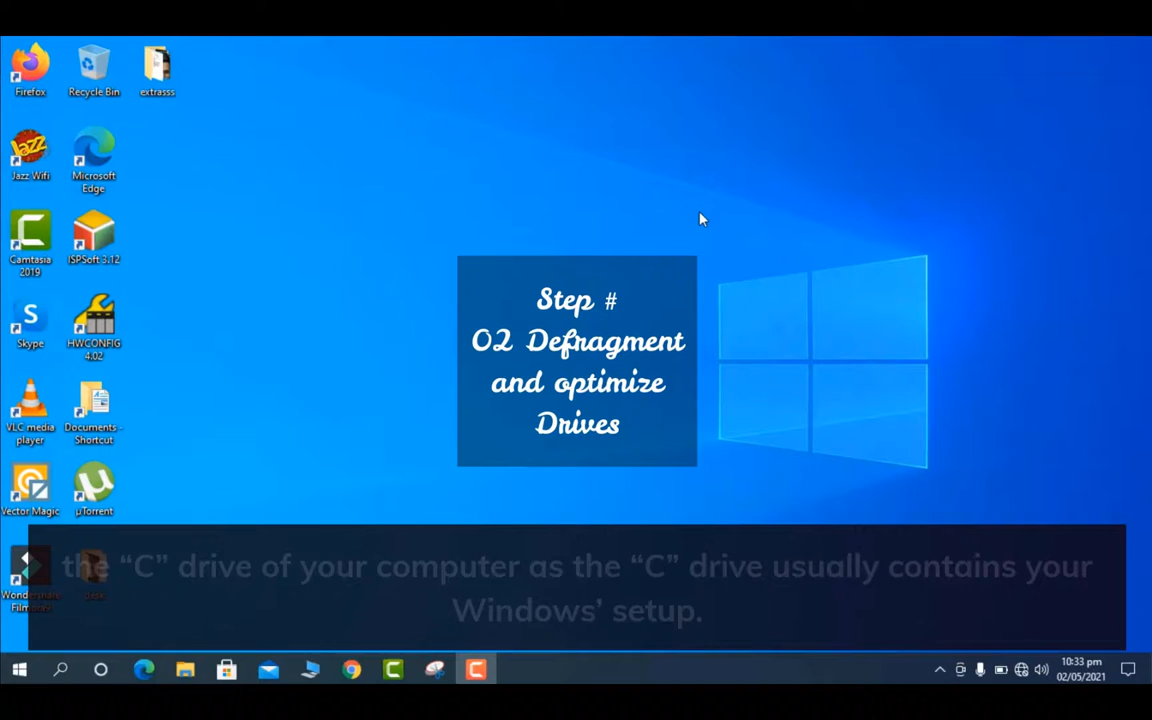 Firefox
Recycle Bin
extrasss
Jazz Wifi
Microsoft
Edge
Camtasia
2019
ISPSoft 3.12
Skype
HWCONFIG
4.02
VLC media
player
Documents -
Shortcut
Vector Magic
µTorrent
Step #
02 Defragment
and optimize
Drives
the “C” drive of your computer as the “C” drive usually contains your
Windows’ setup.
Wondershare
data
10:33 pm
02/05/2021